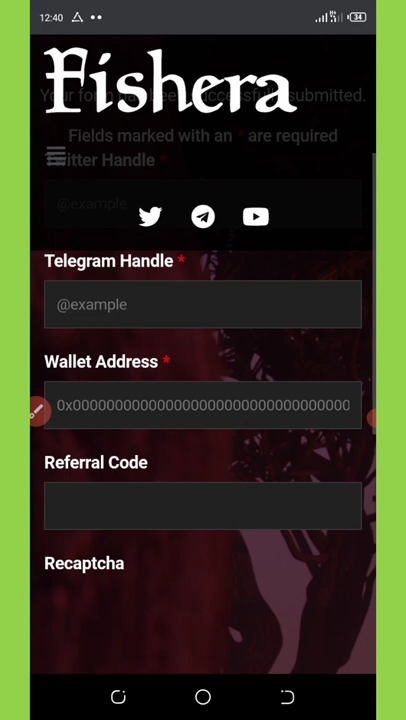 12:40
34
Fishera
Your form has been successfully submitted.
Fields marked with an * are required
Twitter Handle *
@example
Telegram Handle *
@example
Wallet Address *
0x00000000000000000000000000000000
Referral Code
Recaptcha